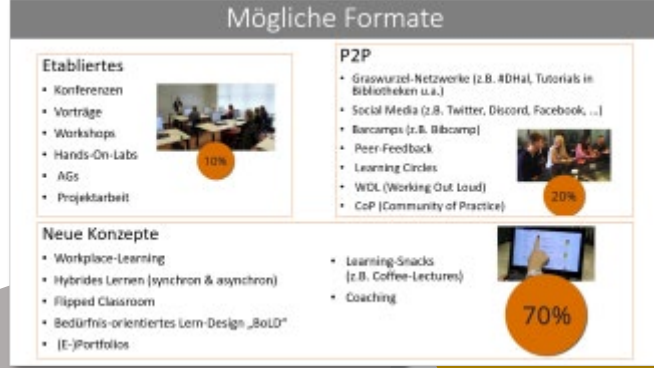 Mögliche Formate
Etabliertes
• Konferenzen
• Vorträge
• Workshops
• Hands-On-Labs
• AGs
• Projektarbeit
10%
P2P
• Graswurzel-Netzwerke (z.B. #DHal, Tutorials in
Bibliotheken u.a.)
• Social Media (z.B. Twitter, Discord, Facebook, ...)
• Barcamps (z.B. Bibcamp)
• Peer-Feedback
• Learning Circles
• WOL (Working Out Loud)
• CoP (Community of Practice)
20%
Neue Konzepte
• Workplace-Learning
• Hybrides Lernen (synchron & asynchron)
• Flipped Classroom
• Bedürfnis-orientiertes Lern-Design „BoLD“
• (E-)Portfolios
• Learning-Snacks
(z.B. Coffee-Lectures)
• Coaching
70%